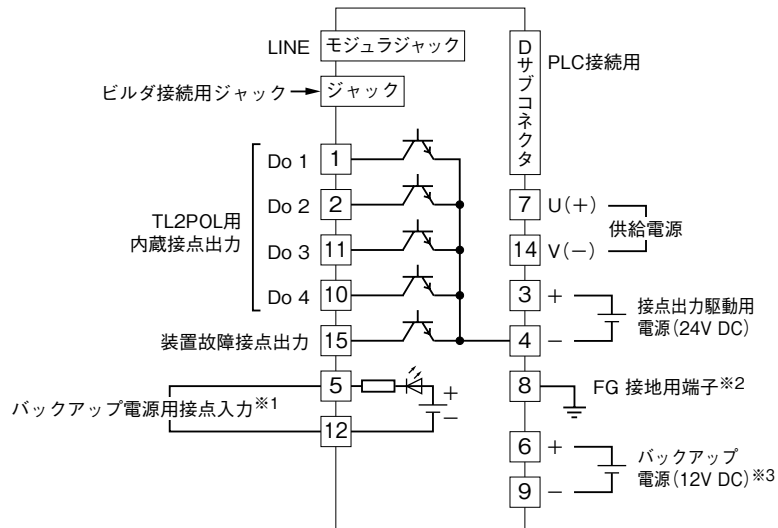 LINE モジュラジャック
ビルダ接続用ジャック ジャック
Dサブコネクタ
PLC接続用
TL2POL用
内蔵接点出力
Do 1 1
Do 2 2
Do 3 11
Do 4 10
装置故障接点出力 15
バックアップ電源用接点入力※1
5
12
+
−
7 U(+)
14 V(−)
供給電源
3 +
4 −
接点出力駆動用
電源(24V DC)
8 FG 接地用端子※2
6 +
9 −
バックアップ
電源(12V DC)※3